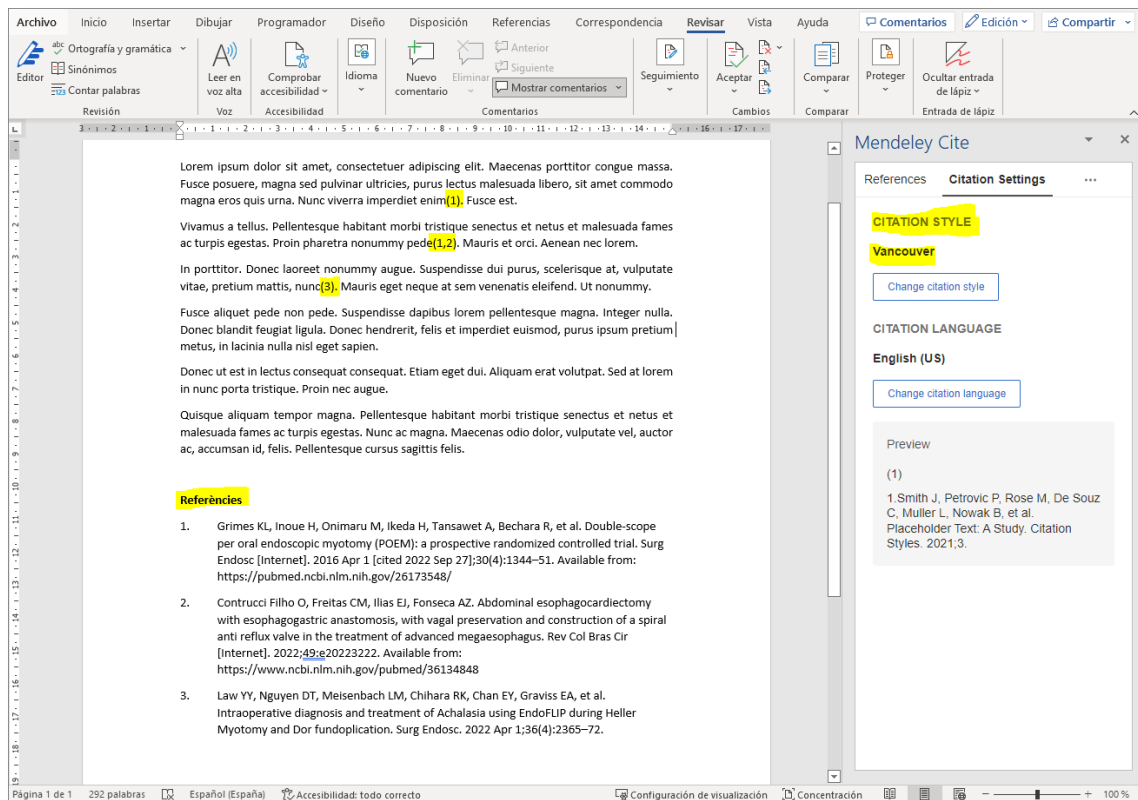 Archivo Inicio Insertar Dibujar Programador Diseño Disposición Referencias Correspondencia Revisar Vista Ayuda Comentarios Edición Compartir
Editor
abc Ortografía y gramática
Sinónimos
123 Contar palabras
Revisión
A Leer en voz alta
Voz
Comprobar accesibilidad
Accesibilidad
Idioma
Nuevo comentario
Eliminar
Anterior
Siguiente
Mostrar comentarios
Comentarios
Seguimiento
Aceptar
Cambios
Comparar
Comparar
Proteger
Ocultar entrada de lápiz
Entrada de lápiz
Lorem ipsum dolor sit amet, consectetuer adipiscing elit. Maecenas porttitor congue massa.
Fusce posuere, magna sed pulvinar ultricies, purus lectus malesuada libero, sit amet commodo
magna eros quis urna. Nunc viverra imperdiet enim(1). Fusce est.
Vivamus a tellus. Pellentesque habitant morbi tristique senectus et netus et malesuada fames
ac turpis egestas. Proin pharetra nonummy pede(1,2). Mauris et orci. Aenean nec lorem.
In porttitor. Donec laoreet nonummy augue. Suspendisse dui purus, scelerisque at, vulputate
vitae, pretium mattis, nunc(3). Mauris eget neque at sem venenatis eleifend. Ut nonummy.
Fusce aliquet pede non pede. Suspendisse dapibus lorem pellentesque magna. Integer nulla.
Donec blandit feugiat ligula. Donec hendrerit, felis et imperdiet euismod, purus ipsum pretium
metus, in lacinia nulla nisl eget sapien.
Donec ut est in lectus consequat consequat. Etiam eget dui. Aliquam erat volutpat. Sed at lorem
in nunc porta tristique. Proin nec augue.
Quisque aliquam tempor magna. Pellentesque habitant morbi tristique senectus et netus et
malesuada fames ac turpis egestas. Nunc ac magna. Maecenas odio dolor, vulputate vel, auctor
ac, accumsan id, felis. Pellentesque cursus sagittis felis.
Referències
1. Grimes KL, Inoue H, Onimaru M, Ikeda H, Tansawet A, Bechara R, et al. Double-scope
per oral endoscopic myotomy (POEM): a prospective randomized controlled trial. Surg
Endosc [Internet]. 2016 Apr 1 [cited 2022 Sep 27];30(4):1344–51. Available from:
https://pubmed.ncbi.nlm.nih.gov/26173548/
2. Contrucci Filho O, Freitas CM, Ilias EJ, Fonseca AZ. Abdominal esophagocardiectomy
with esophagogastric anastomosis, with vagal preservation and construction of a spiral
anti reflux valve in the treatment of advanced megaesophagus. Rev Col Bras Cir
[Internet]. 2022;49:e20223222. Available from:
https://www.ncbi.nlm.nih.gov/pubmed/36134848
3. Law YY, Nguyen DT, Meisenbach LM, Chihara RK, Chan EY, Graviss EA, et al.
Intraoperative diagnosis and treatment of Achalasia using EndoFLIP during Heller
Myotomy and Dor fundoplication. Surg Endosc. 2022 Apr 1;36(4):2365–72.
Mendeley Cite
References Citation Settings ...
CITATION STYLE
Vancouver
Change citation style
CITATION LANGUAGE
English (US)
Change citation language
Preview
(1)
1.Smith J, Petrovic P, Rose M, De Souz
C, Muller L, Nowak B, et al.
Placeholder Text: A Study. Citation
Styles. 2021;3.
Página 1 de 1 292 palabras Español (España) Accesibilidad: todo correcto Configuración de visualización Concentración 100 %